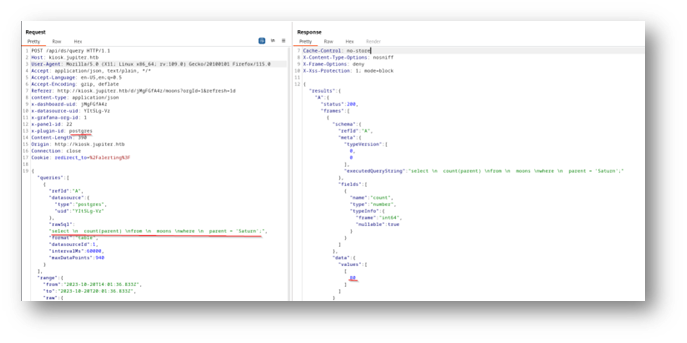 Request
Pretty Raw Hex
1 POST /api/ds/query HTTP/1.1
2 Host: kiosk.jupiter.htb
3 User-Agent: Mozilla/5.0 (X11; Linux x86_64; rv:109.0) Gecko/20100101 Firefox/115.0
4 Accept: application/json, text/plain, */*
5 Accept-Language: en-US,en;q=0.5
6 Accept-Encoding: gzip, deflate
7 Referer: http://kiosk.jupiter.htb/d/jMgFGfA4z/moons?orgId=1&refresh=1d
8 content-type: application/json
9 x-dashboard-uid: jMgFGfA4z
10 x-datasource-uid: YItSLg-Vz
11 x-grafana-org-id: 1
12 x-panel-id: 22
13 x-plugin-id: postgres
14 Content-Length: 390
15 Origin: http://kiosk.jupiter.htb
16 Connection: close
17 Cookie: redirect_to=%2Falerting%3F
18
19 {
"queries":[
{
"refId":"A",
"datasource":{
"type":"postgres",
"uid":"YItSLg-Vz"
},
"rawSql":
"select \n count(parent) \nfrom \n moons \nwhere \n parent = 'Saturn';",
"format":"table",
"datasourceId":1,
"intervalMs":60000,
"maxDataPoints":940
}
],
"range":{
"from":"2023-10-20T14:01:36.833Z",
"to":"2023-10-20T20:01:36.833Z",
"raw":{
Response
Pretty Raw Hex Render
7 Cache-Control: no-store
8 X-Content-Type-Options: nosniff
9 X-Frame-Options: deny
10 X-Xss-Protection: 1; mode=block
11
12 {
"results":{
"A":{
"status":200,
"frames":[
{
"schema":{
"refId":"A",
"meta":{
"typeVersion":[
0,
0
],
"executedQueryString":"select \n count(parent) \nfrom \n moons \nwhere \n parent = 'Saturn';"
},
"fields":[
{
"name":"count",
"type":"number",
"typeInfo":{
"frame":"int64",
"nullable":true
}
}
]
},
"data":{
"values":[
[
80
]
]